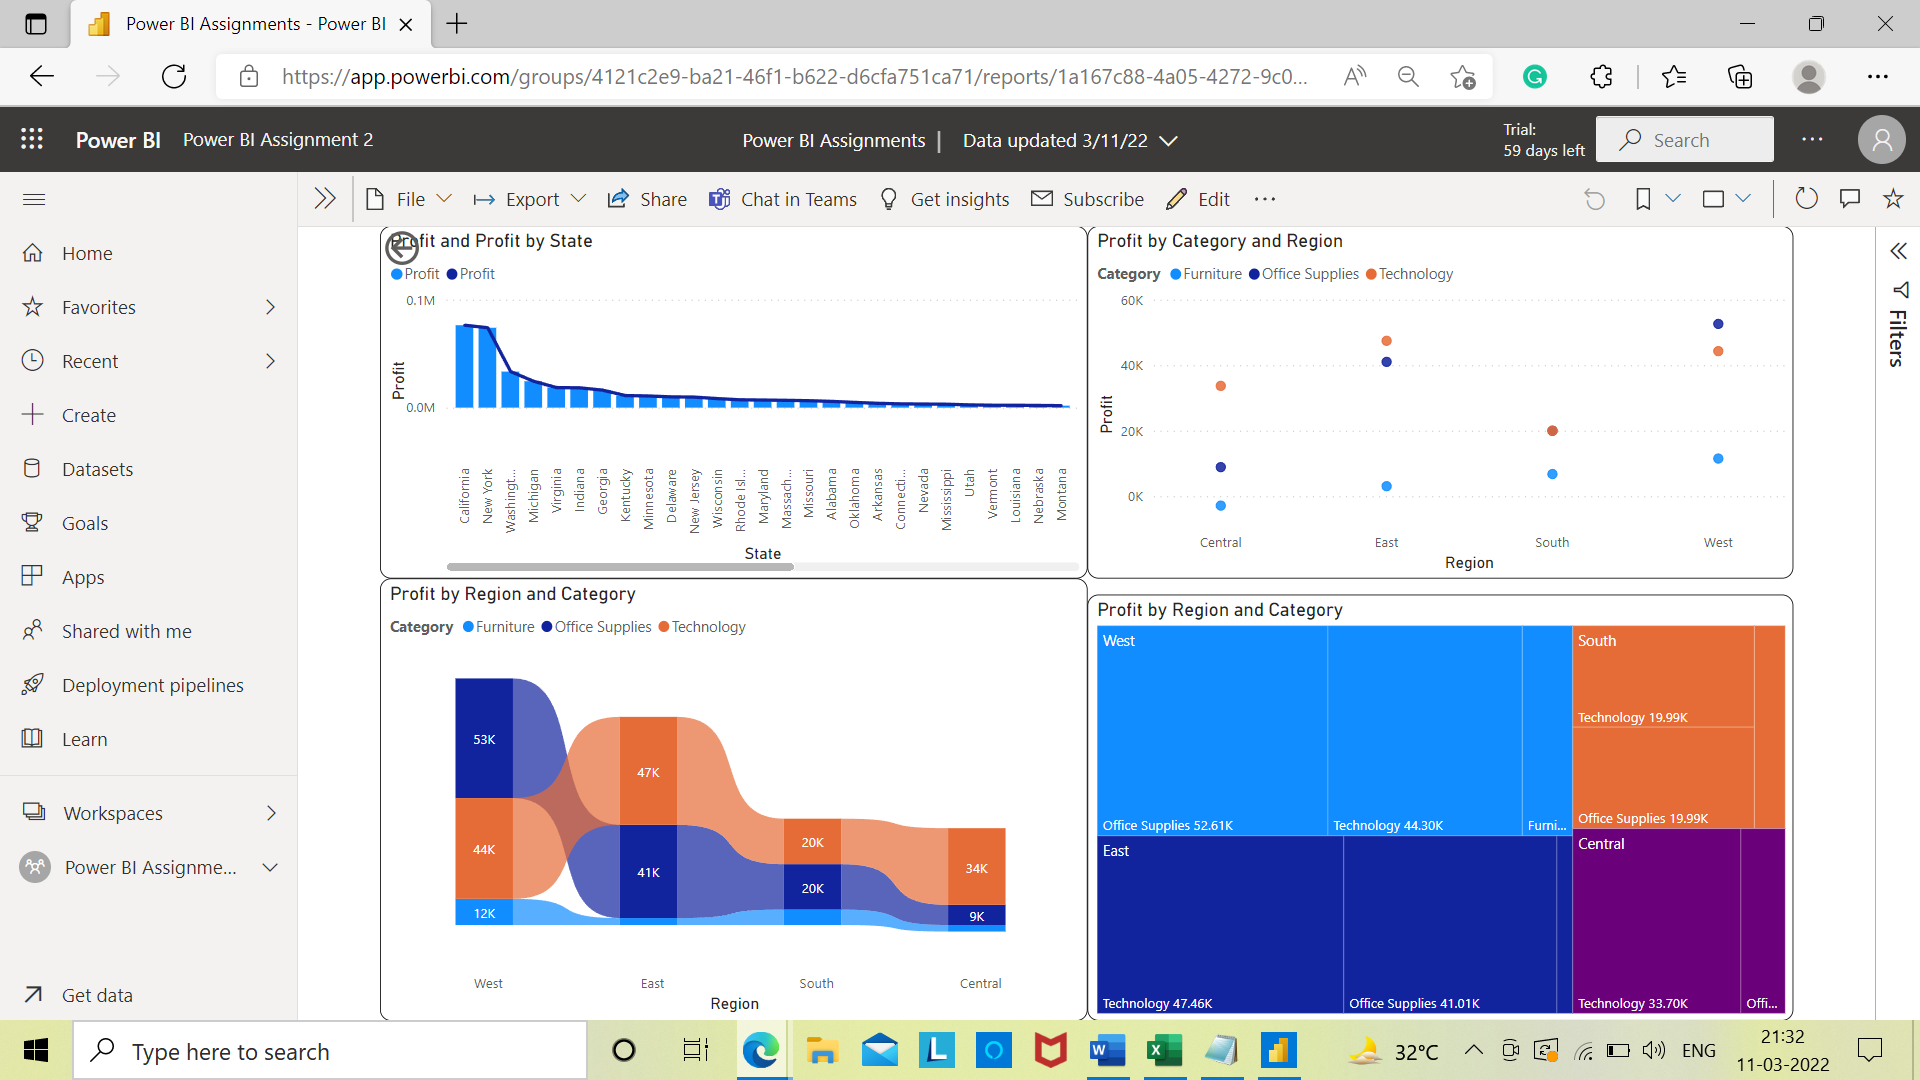 Power BI Assignments - Power BI
https://app.powerbi.com/groups/4121c2e9-ba21-46f1-b622-d6cfa751ca71/reports/1a167c88-4a05-4272-9c0...
Power BI Power BI Assignment 2
Power BI Assignments | Data updated 3/11/22
Trial:
59 days left
Search
File Export Share Chat in Teams Get insights Subscribe Edit
Home
Favorites
Recent
Create
Datasets
Goals
Apps
Shared with me
Deployment pipelines
Learn
Workspaces
Power BI Assignme...
Get data
Profit and Profit by State
Profit Profit
0.1M
0.0M
Profit
California
New York
Washingt...
Michigan
Virginia
Indiana
Georgia
Kentucky
Minnesota
Delaware
New Jersey
Wisconsin
Rhode Isl...
Maryland
Massach...
Missouri
Alabama
Oklahoma
Arkansas
Connecti...
Nevada
Mississippi
Utah
Vermont
Louisiana
Nebraska
Montana
State
Profit by Category and Region
Category Furniture Office Supplies Technology
60K
40K
20K
0K
Profit
Central East South West
Region
Filters
Profit by Region and Category
Category Furniture Office Supplies Technology
53K
44K
12K
47K
41K
20K
20K
34K
9K
West East South Central
Region
Profit by Region and Category
West
Office Supplies 52.61K
Technology 44.30K
Furni...
East
Technology 47.46K
Office Supplies 41.01K
South
Technology 19.99K
Office Supplies 19.99K
Central
Technology 33.70K
Offi...
Type here to search
32°C
ENG
21:32
11-03-2022